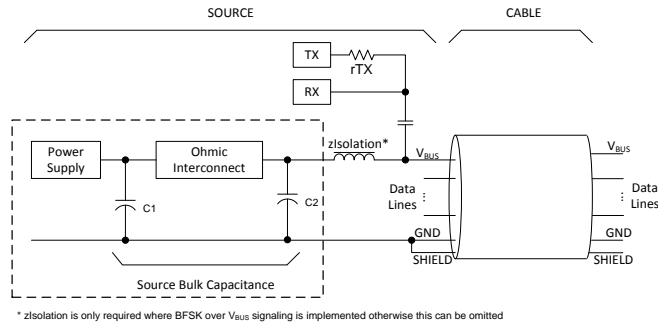 SOURCE
CABLE
TX
rTX
RX
zIsolation*
Power
Supply
Ohmic
Interconnect
C1
C2
Source Bulk Capacitance
VBUS
Data
Lines
...
GND
SHIELD
VBUS
Data
Lines
...
GND
SHIELD
* zIsolation is only required where BFSK over VBUS signaling is implemented otherwise this can be omitted